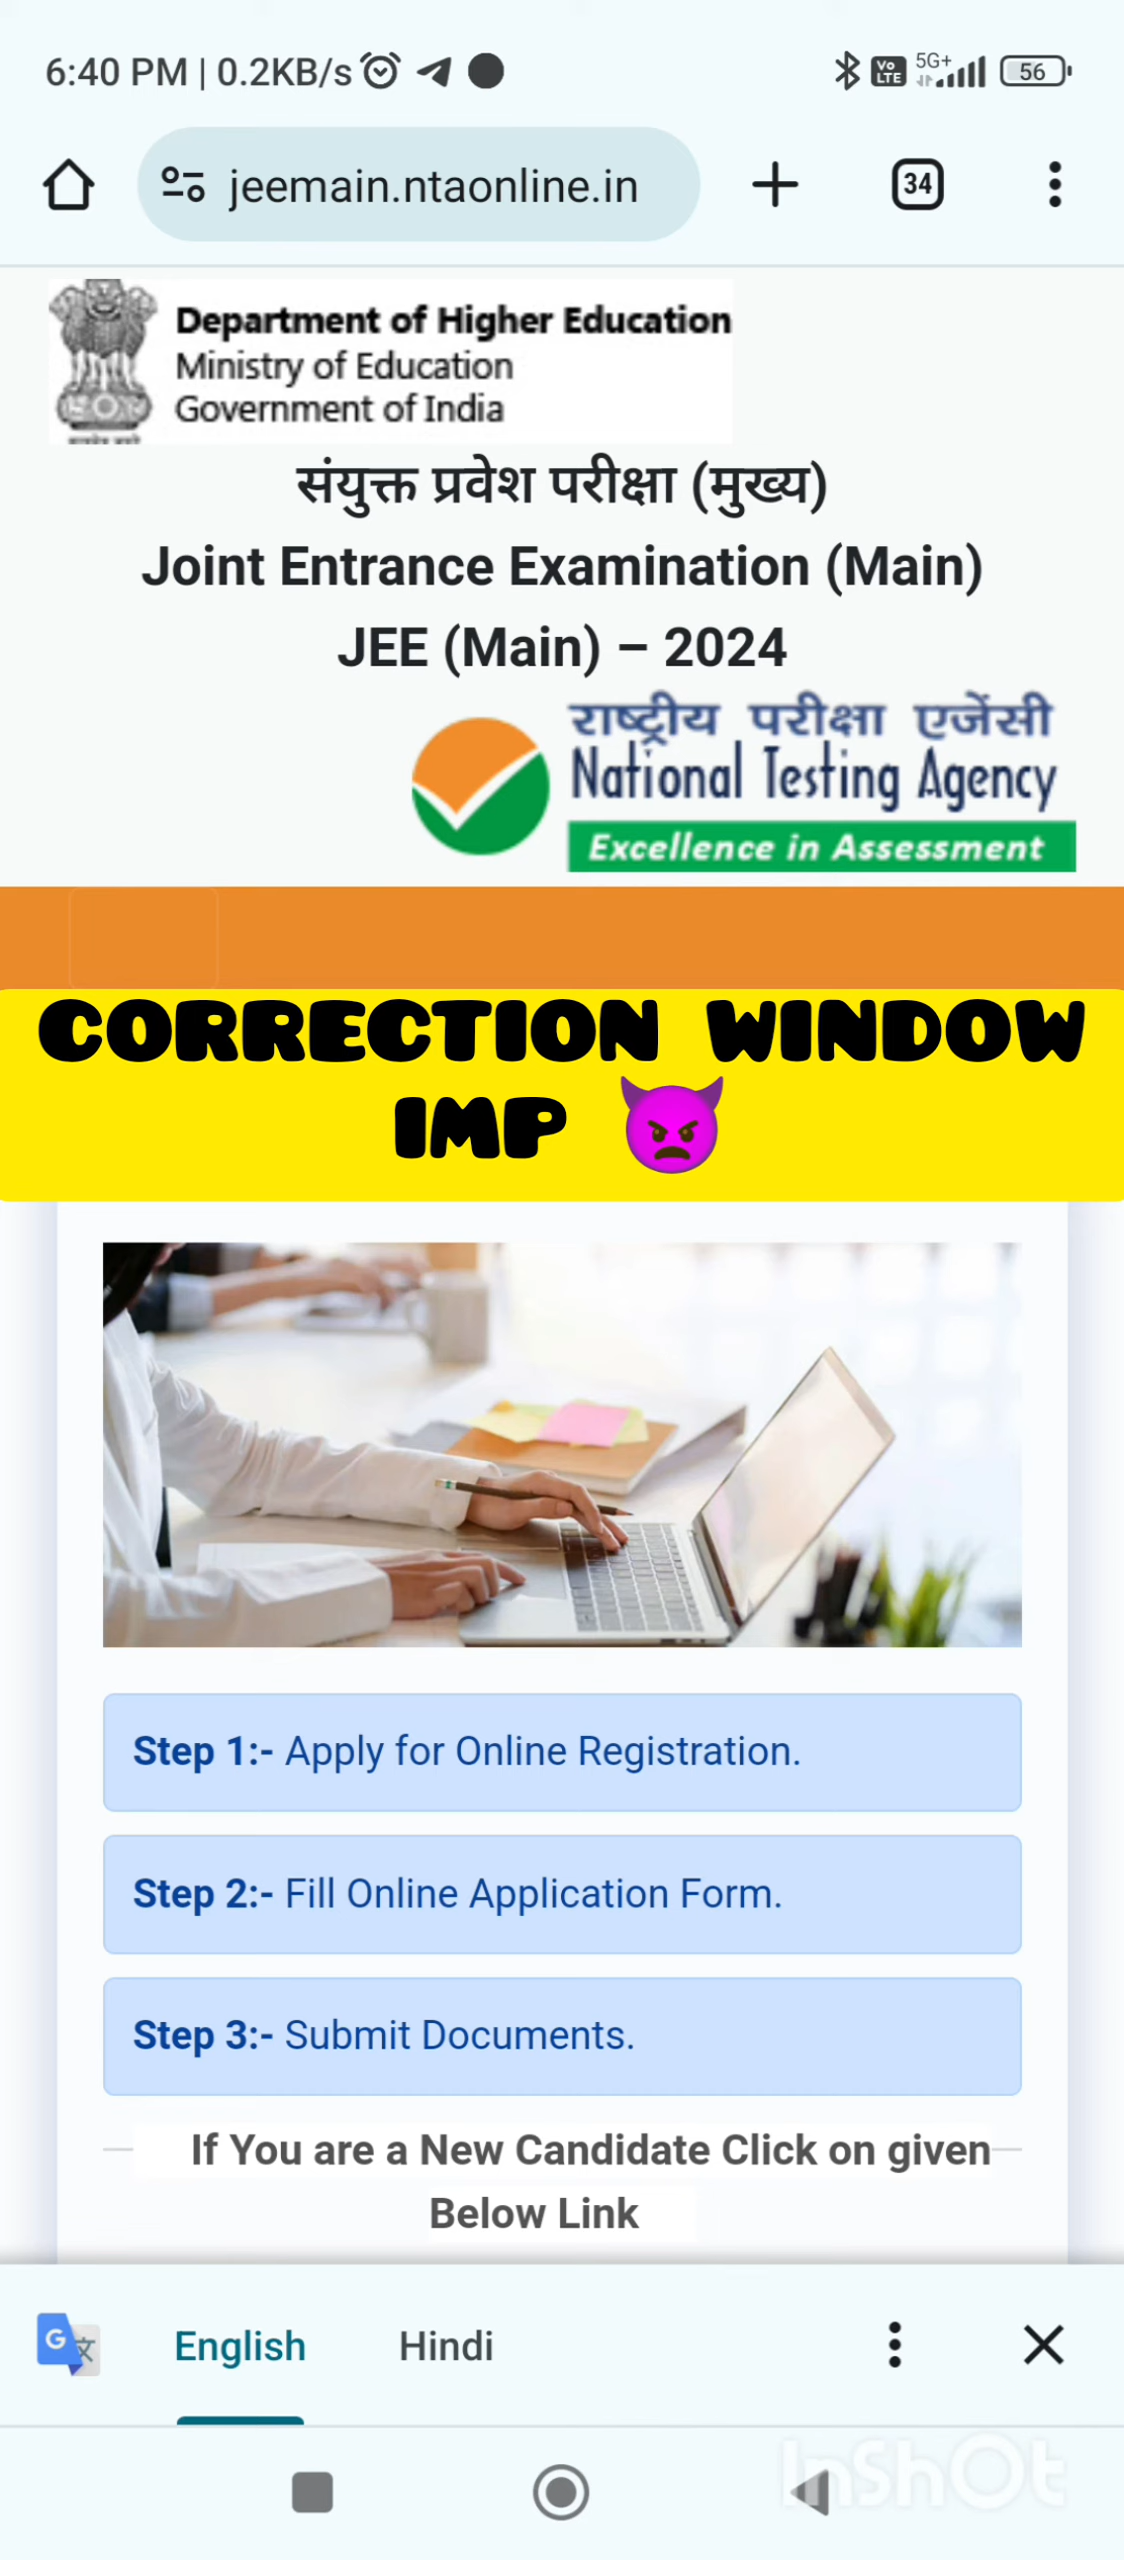 6:40 PM | 0.2KB/s
Vo LTE 5G+ 56
jeemain.ntaonline.in
34
Department of Higher Education
Ministry of Education
Government of India
संयुक्त प्रवेश परीक्षा (मुख्य)
Joint Entrance Examination (Main)
JEE (Main) – 2024
राष्ट्रीय परीक्षा एजेंसी
National Testing Agency
Excellence in Assessment
CORRECTION WINDOW
IMP 👿
Step 1:- Apply for Online Registration.
Step 2:- Fill Online Application Form.
Step 3:- Submit Documents.
If You are a New Candidate Click on given
Below Link
G 文
English Hindi
InShOt